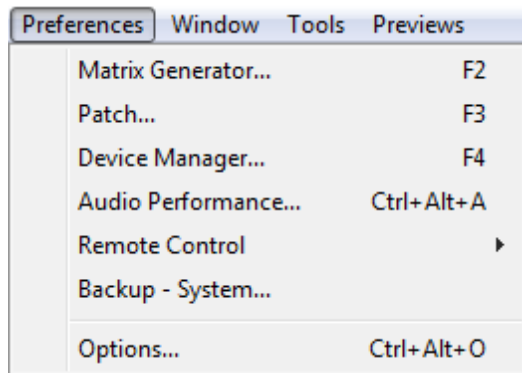 Preferences Window Tools Previews
Matrix Generator... F2
Patch... F3
Device Manager... F4
Audio Performance... Ctrl+Alt+A
Remote Control
Backup - System...
Options... Ctrl+Alt+O